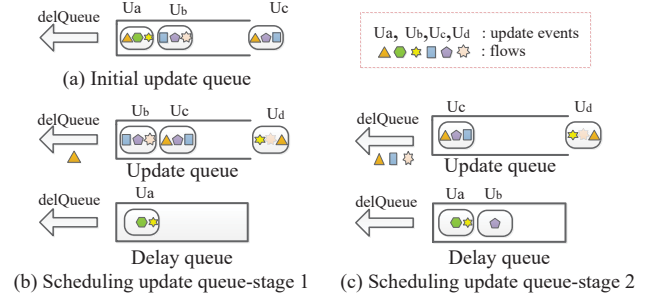 Ua
Ub
Uc
delQueue
(a) Initial update queue
Ua, Ub,Uc,Ud : update events
: flows
Ub
Uc
Ud
delQueue
Update queue
Ua
delQueue
Delay queue
(b) Scheduling update queue-stage 1
Uc
Ud
delQueue
Update queue
Ua
Ub
delQueue
Delay queue
(c) Scheduling update queue-stage 2